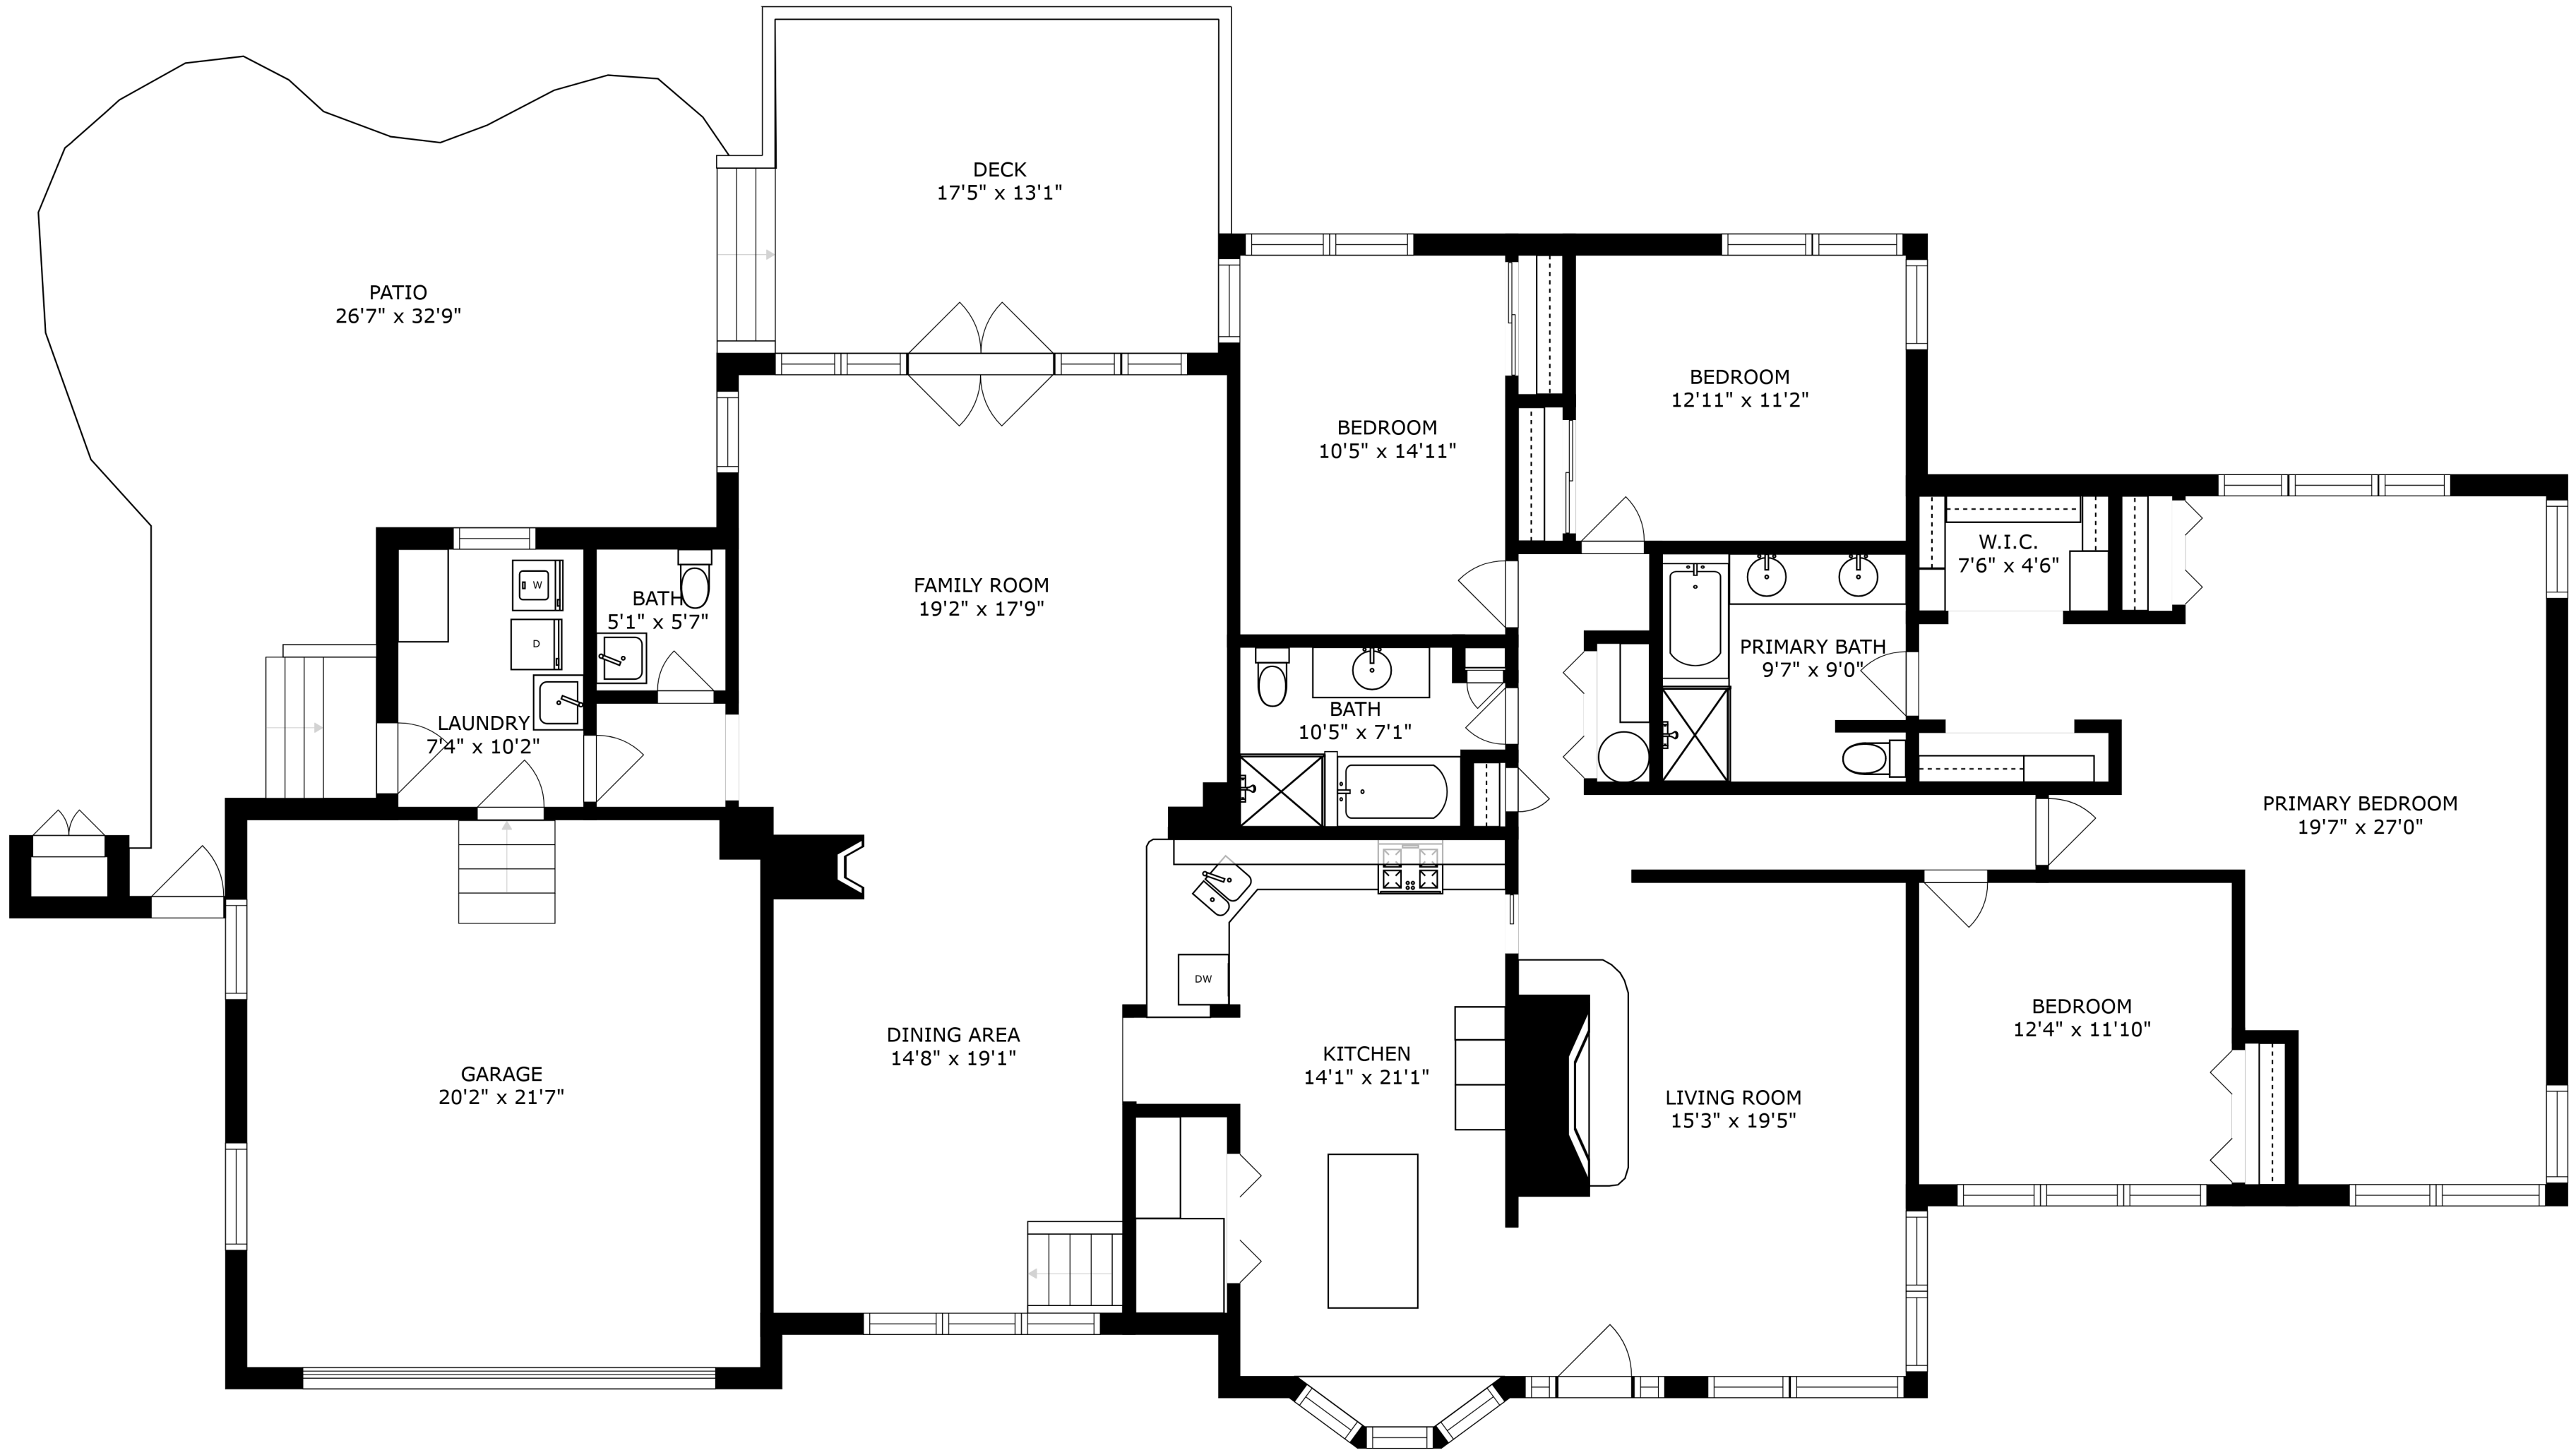 DECK
17'5" x 13'1"
PATIO
26'7" x 32'9"
BEDROOM
12'11" x 11'2"
BEDROOM
10'5" x 14'11"
W.I.C.
7'6" x 4'6"
FAMILY ROOM
19'2" x 17'9"
W
BATH
5'1" x 5'7"
D
PRIMARY BATH
9'7" x 9'0"
LAUNDRY
7'4" x 10'2"
BATH
10'5" x 7'1"
PRIMARY BEDROOM
19'7" x 27'0"
DW
BEDROOM
12'4" x 11'10"
DINING AREA
14'8" x 19'1"
KITCHEN
14'1" x 21'1"
GARAGE
20'2" x 21'7"
LIVING ROOM
15'3" x 19'5"